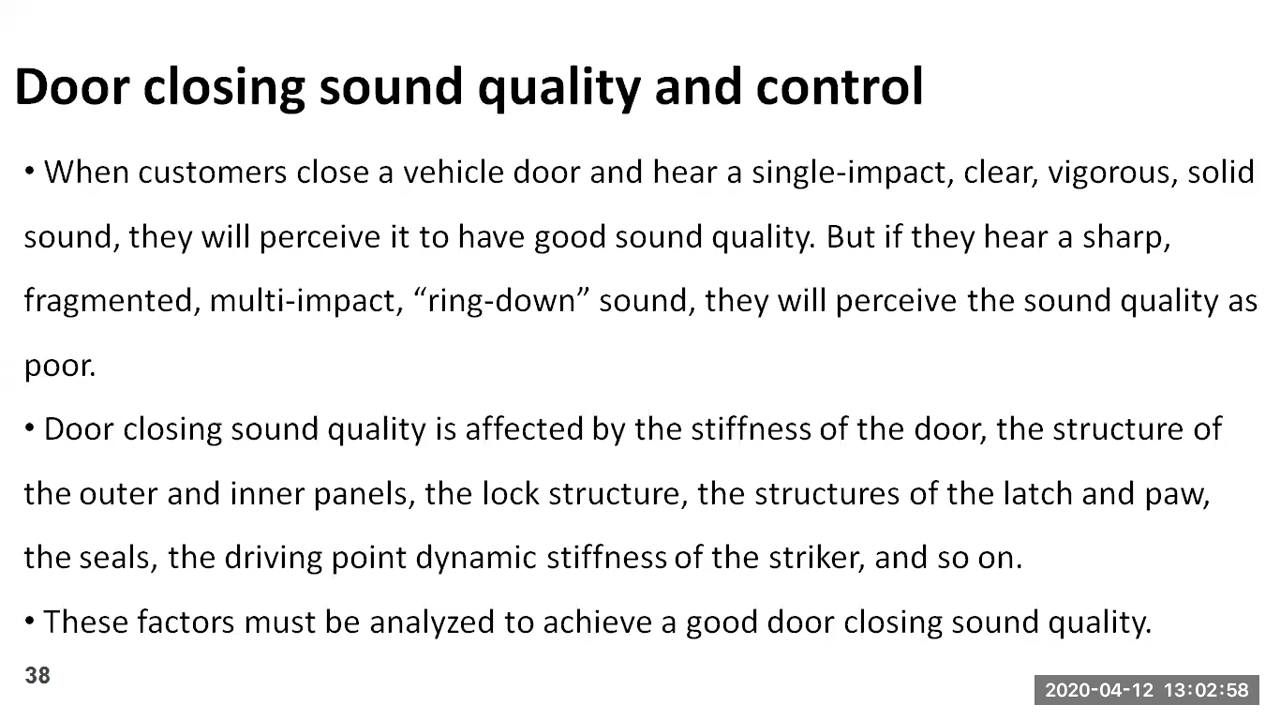 Door closing sound quality and control
• When customers close a vehicle door and hear a single-impact, clear, vigorous, solid
sound, they will perceive it to have good sound quality. But if they hear a sharp,
fragmented, multi-impact, “ring-down” sound, they will perceive the sound quality as
poor.
• Door closing sound quality is affected by the stiffness of the door, the structure of
the outer and inner panels, the lock structure, the structures of the latch and paw,
the seals, the driving point dynamic stiffness of the striker, and so on.
• These factors must be analyzed to achieve a good door closing sound quality.
38
2020-04-12 13:02:58